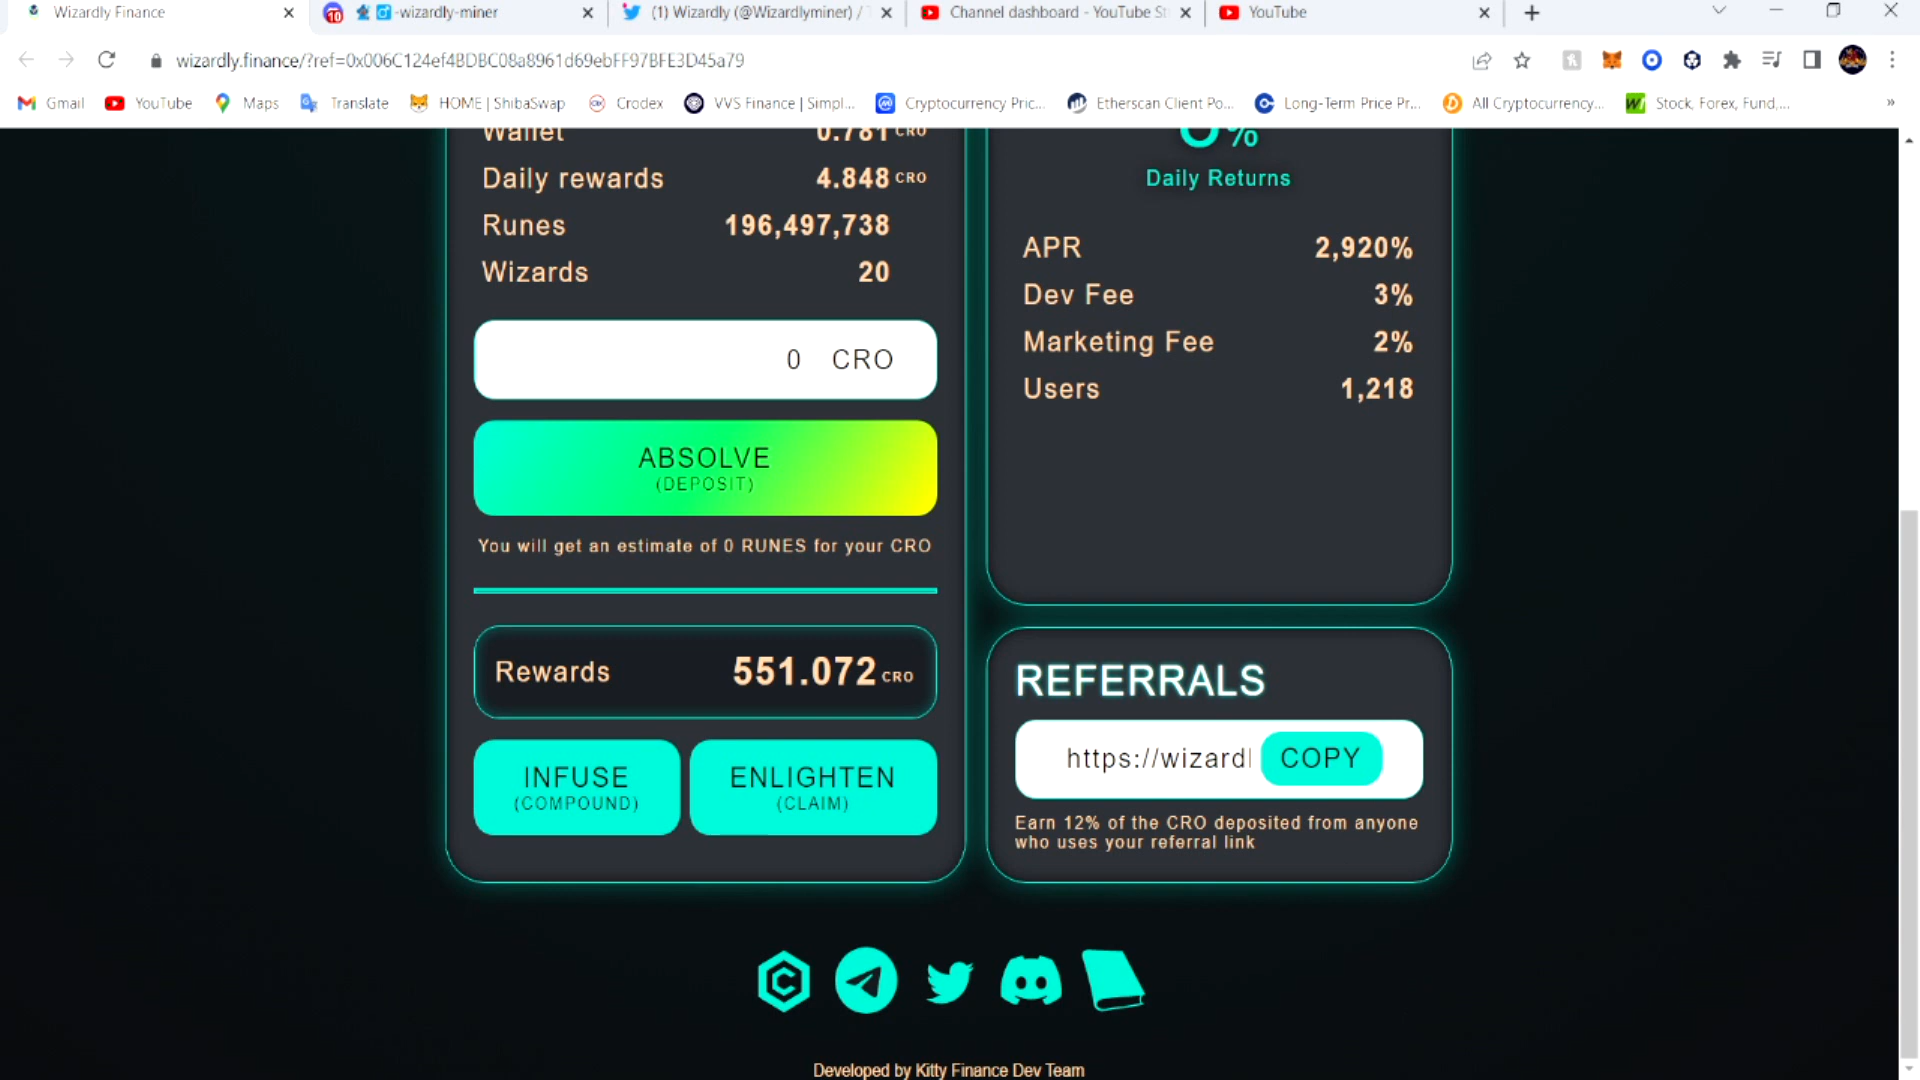 Wizardly Finance
10 -wizardly-miner
(1) Wizardly (@Wizardlyminer) / T
Channel dashboard - YouTube St
YouTube
wizardly.finance/?ref=0x006C124ef4BDBC08a8961d69ebFF97BFE3D45a79
Gmail
YouTube
Maps
Translate
HOME | ShibaSwap
Crodex
VVS Finance | Simpl...
Cryptocurrency Pric...
Etherscan Client Po...
Long-Term Price Pr...
All Cryptocurrency...
Stock, Forex, Fund,...
»
Wallet 0.781 CRO
Daily rewards 4.848 CRO
Runes 196,497,738
Wizards 20
0 CRO
ABSOLVE
(DEPOSIT)
You will get an estimate of 0 RUNES for your CRO
Rewards 551.072 CRO
INFUSE
(COMPOUND)
ENLIGHTEN
(CLAIM)
%
Daily Returns
APR 2,920%
Dev Fee 3%
Marketing Fee 2%
Users 1,218
REFERRALS
https://wizardl COPY
Earn 12% of the CRO deposited from anyone
who uses your referral link
Developed by Kitty Finance Dev Team